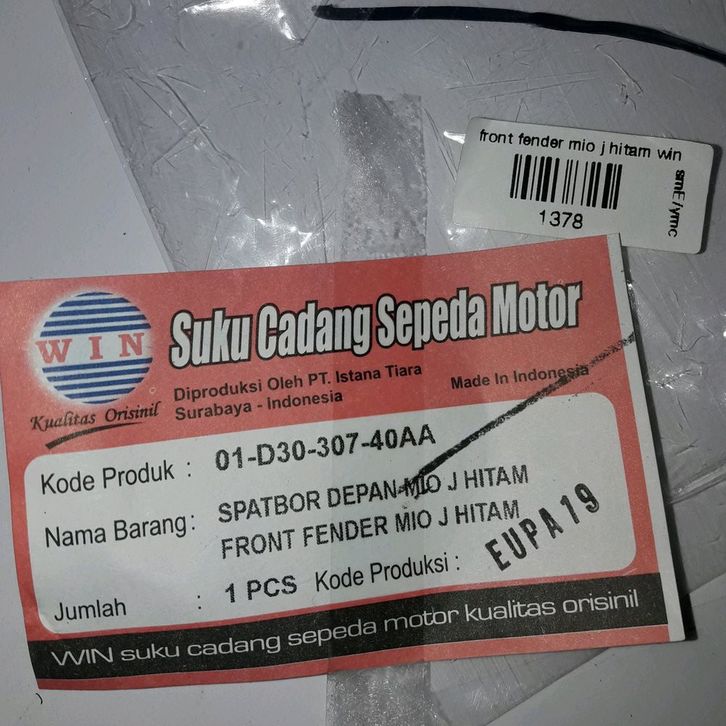 front fender mio j hitam win
1378
smE/ymc
WIN
Kualitas Orisinil
Suku Cadang Sepeda Motor
Diproduksi Oleh PT. Istana Tiara
Surabaya - Indonesia
Made In Indonesia
Kode Produk : 01-D30-307-40AA
Nama Barang : SPATBOR DEPAN MIO J HITAM
FRONT FENDER MIO J HITAM
Jumlah : 1 PCS Kode Produksi : EUPA19
WIN suku cadang sepeda motor kualitas orisinil